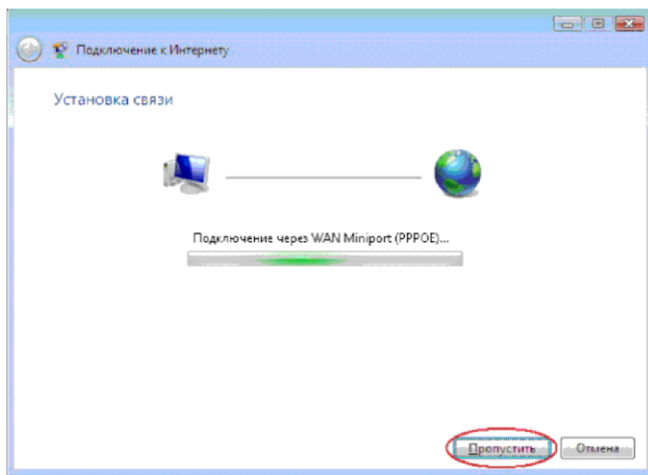 Подключение к Интернету
Установка связи
Подключение через WAN Miniport (PPPOE)...
Пропустить
Отмена